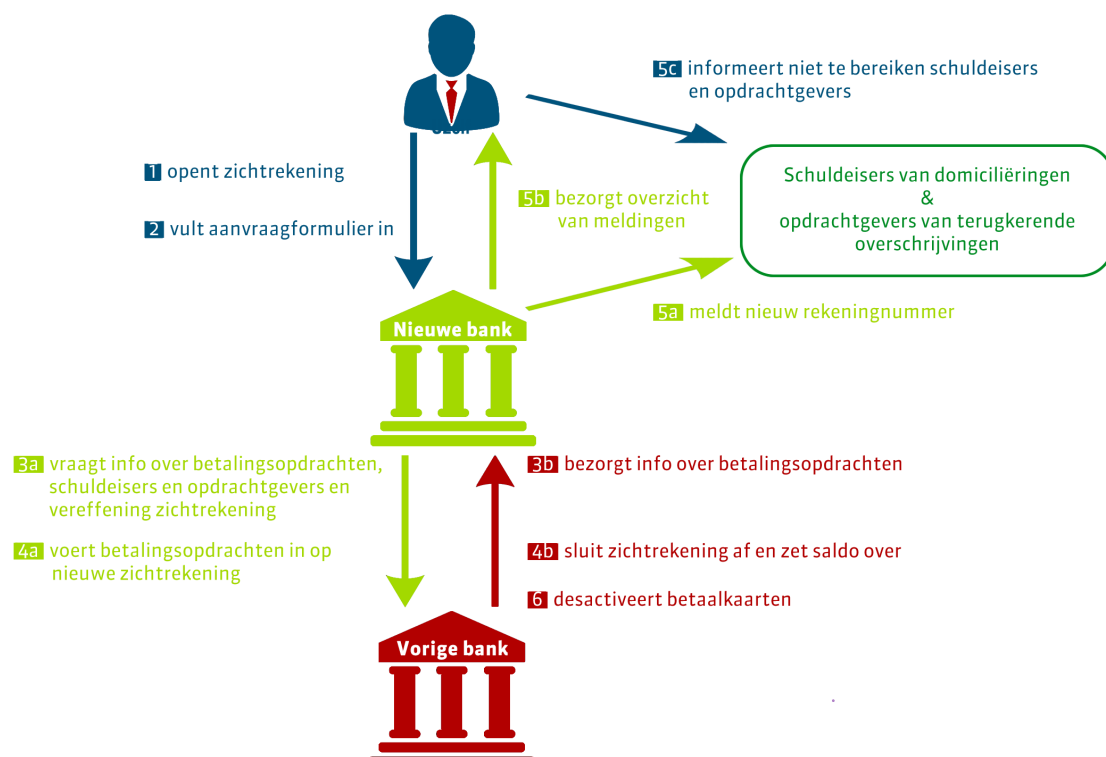 5c informeert niet te bereiken schuldeisers
en opdrachtgevers
1 opent zichtrekening
2 vult aanvraagformulier in
5b bezorgt overzicht
van meldingen
Schuldeisers van domiciliëringen
&
opdrachtgevers van terugkerende
overschrijvingen
5a meldt nieuw rekeningnummer
Nieuwe bank
3a vraagt info over betalingsopdrachten,
schuldeisers en opdrachtgevers en
vereffening zichtrekening
4a voert betalingsopdrachten in op
nieuwe zichtrekening
3b bezorgt info over betalingsopdrachten
4b sluit zichtrekening af en zet saldo over
6 desactiveert betaalkaarten
Vorige bank